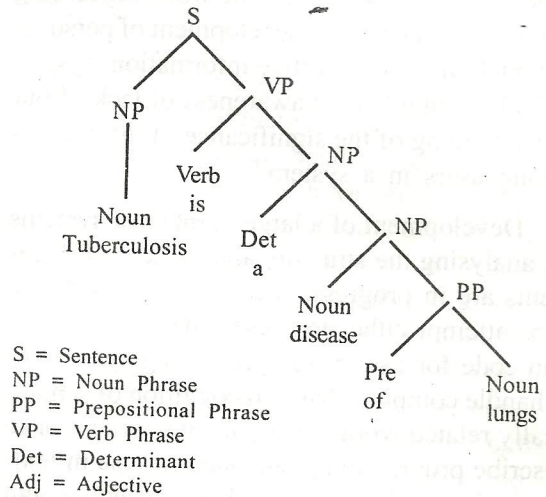 S
NP
VP
Verb
is
NP
Noun
Tuberculosis
Det
a
NP
Noun
disease
PP
Pre
of
Noun
lungs
S = Sentence
NP = Noun Phrase
PP = Prepositional Phrase
VP = Verb Phrase
Det = Determinant
Adj = Adjective